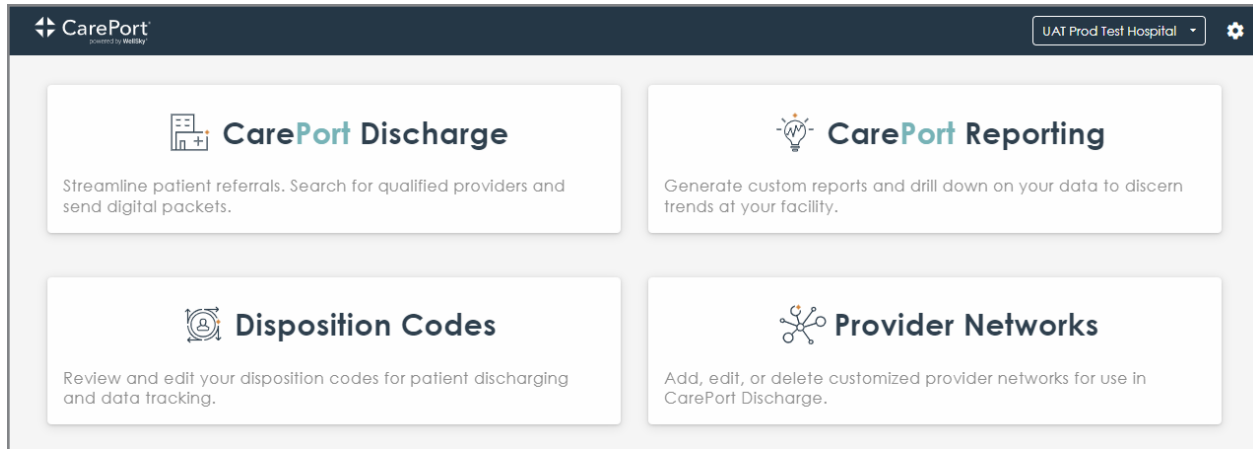 CarePort
powered by WellSky
UAT Prod Test Hospital
CarePort Discharge
Streamline patient referrals. Search for qualified providers and
send digital packets.
CarePort Reporting
Generate custom reports and drill down on your data to discern
trends at your facility.
Disposition Codes
Review and edit your disposition codes for patient discharging
and data tracking.
Provider Networks
Add, edit, or delete customized provider networks for use in
CarePort Discharge.